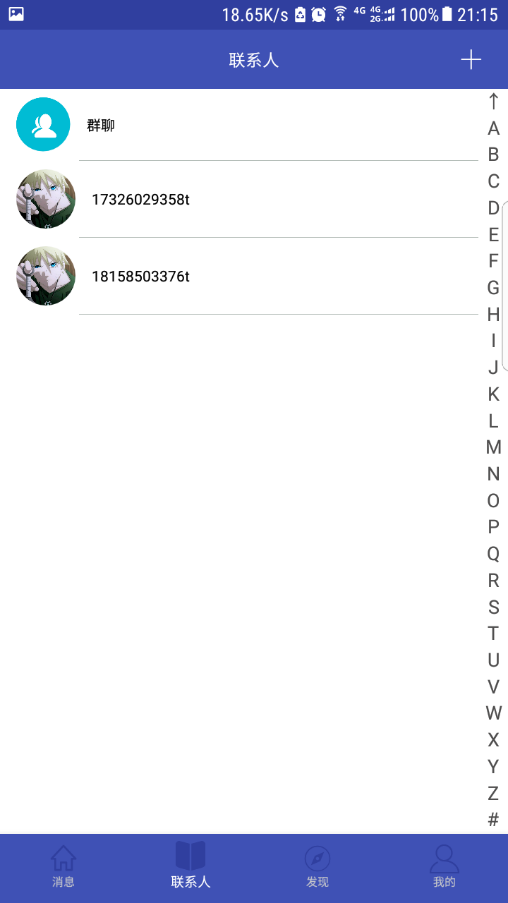 18.65K/s 4G 4G 2G 100% 21:15
联系人
群聊
17326029358t
18158503376t
↑
A
B
C
D
E
F
G
H
I
J
K
L
M
N
O
P
Q
R
S
T
U
V
W
X
Y
Z
#
消息 联系人 发现 我的